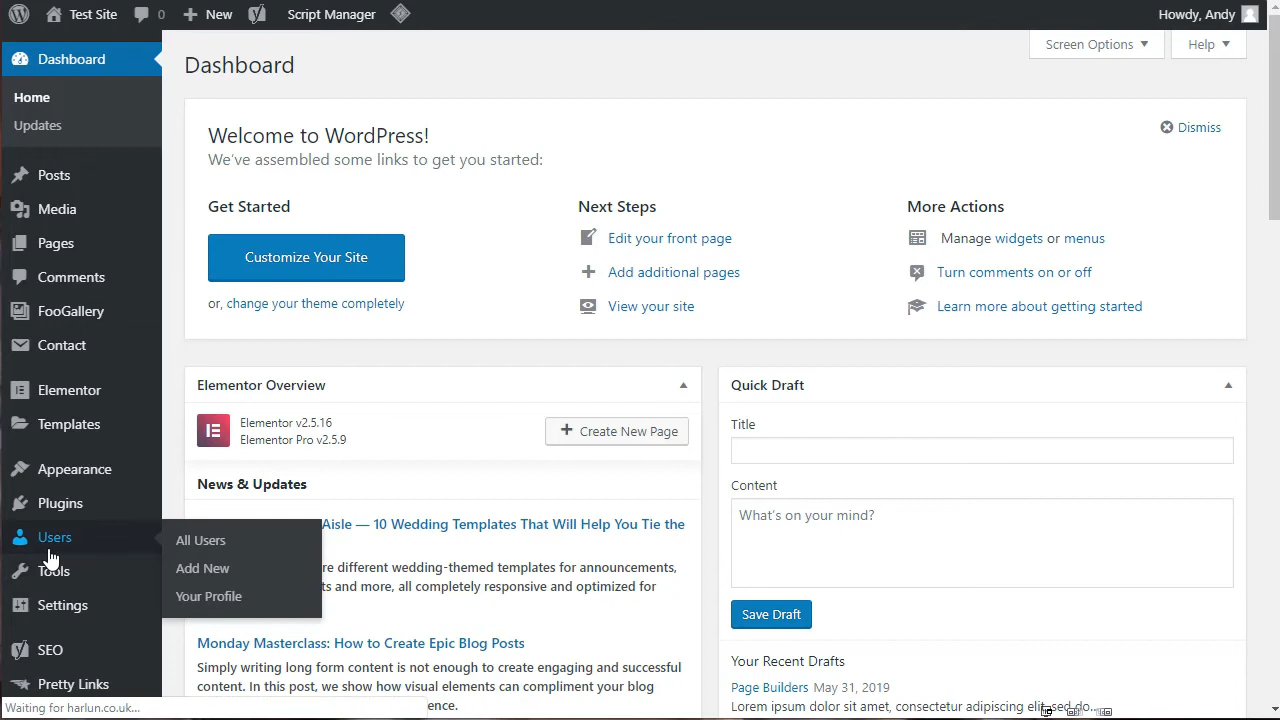 Test Site 0 New Script Manager Howdy, Andy
Dashboard
Home
Updates
Posts
Media
Pages
Comments
FooGallery
Contact
Elementor
Templates
Appearance
Plugins
Users
Tools
Settings
SEO
Pretty Links
All Users
Add New
Your Profile
Screen Options Help
Dashboard
Welcome to WordPress!
We've assembled some links to get you started:
Dismiss
Get Started
Customize Your Site
or, change your theme completely
Next Steps
Edit your front page
Add additional pages
View your site
More Actions
Manage widgets or menus
Turn comments on or off
Learn more about getting started
Elementor Overview
Elementor v2.5.16
Elementor Pro v2.5.9
Create New Page
News & Updates
Aisle — 10 Wedding Templates That Will Help You Tie the
re different wedding-themed templates for announcements,
ts and more, all completely responsive and optimized for
Monday Masterclass: How to Create Epic Blog Posts
Simply writing long form content is not enough to create engaging and successful
content. In this post, we show how visual elements can compliment your blog
ence.
Quick Draft
Title
Content
What's on your mind?
Save Draft
Your Recent Drafts
Page Builders May 31, 2019
Lorem ipsum dolor sit amet, consectetur adipiscing elit, sed do…
Waiting for harlun.co.uk...